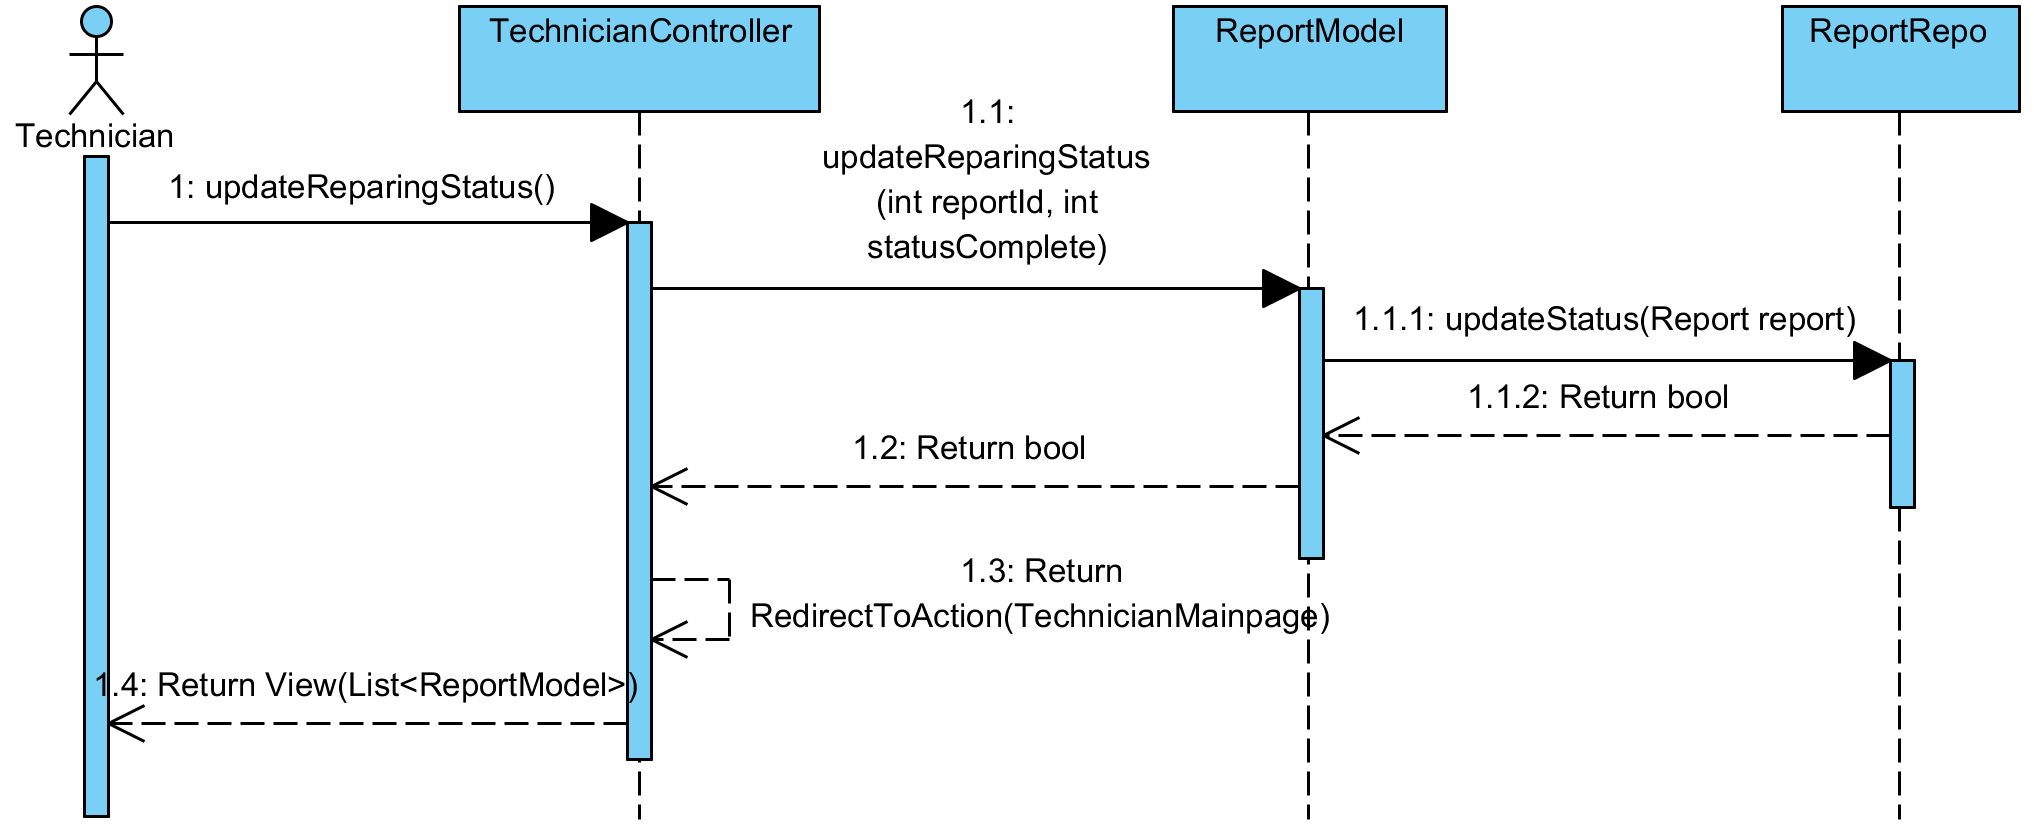 Technician
TechnicianController
ReportModel
ReportRepo
1: updateReparingStatus()
1.1:
updateReparingStatus
(int reportId, int
statusComplete)
1.1.1: updateStatus(Report report)
1.1.2: Return bool
1.2: Return bool
1.3: Return
RedirectToAction(TechnicianMainpage)
1.4: Return View(List<ReportModel>)